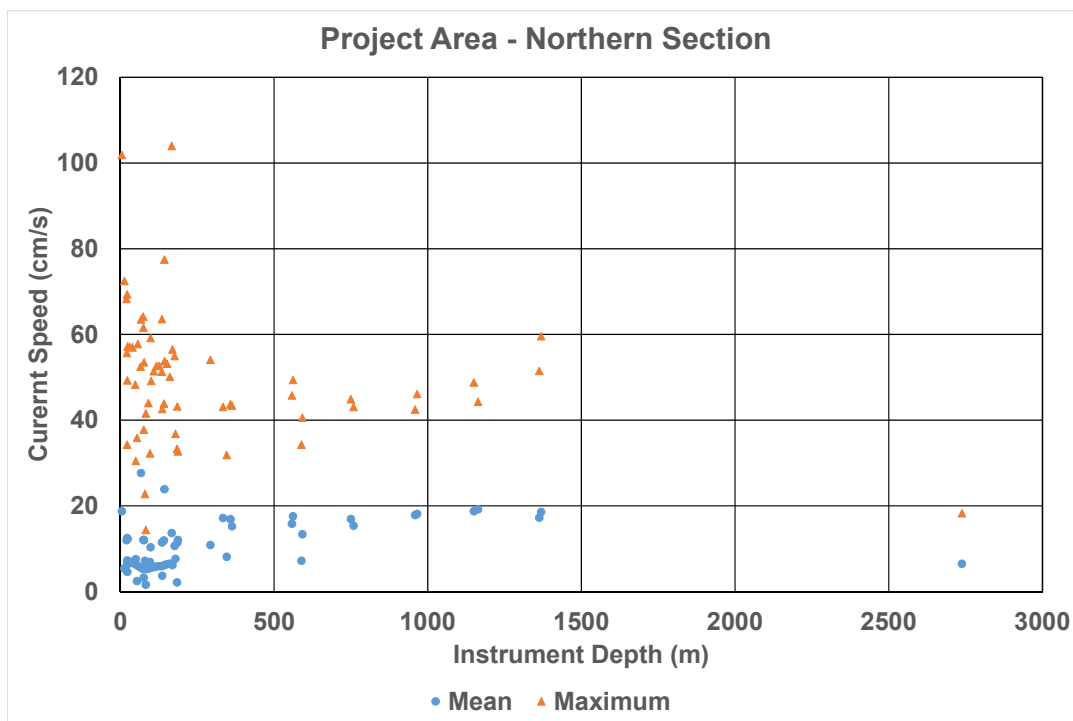 Project Area - Northern Section
120
100
80
60
40
20
0
Curernt Speed (cm/s)
0 500 1000 1500 2000 2500 3000
Instrument Depth (m)
Mean Maximum